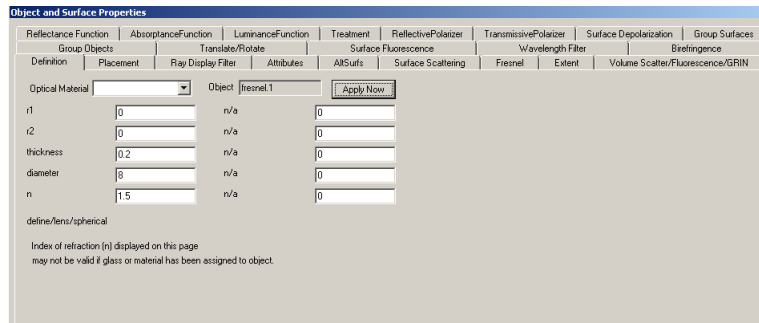 Object and Surface Properties
Reflectance Function AbsorptanceFunction LuminanceFunction Treatment ReflectivePolarizer TransmissivePolarizer Surface Depolarization Group Surfaces
Group Objects Translate/Rotate Surface Fluorescence Wavelength Filter Birefringence
Definition Placement Ray Display Filter Attributes AltSurfs Surface Scattering Fresnel Extent Volume Scatter/Fluorescence/GRIN
Optical Material Object fresnel.1 Apply Now
r1 0 n/a 0
r2 0 n/a 0
thickness 0.2 n/a 0
diameter 8 n/a 0
n 1.5 n/a 0
define/lens/spherical
Index of refraction (n) displayed on this page
may not be valid if glass or material has been assigned to object.